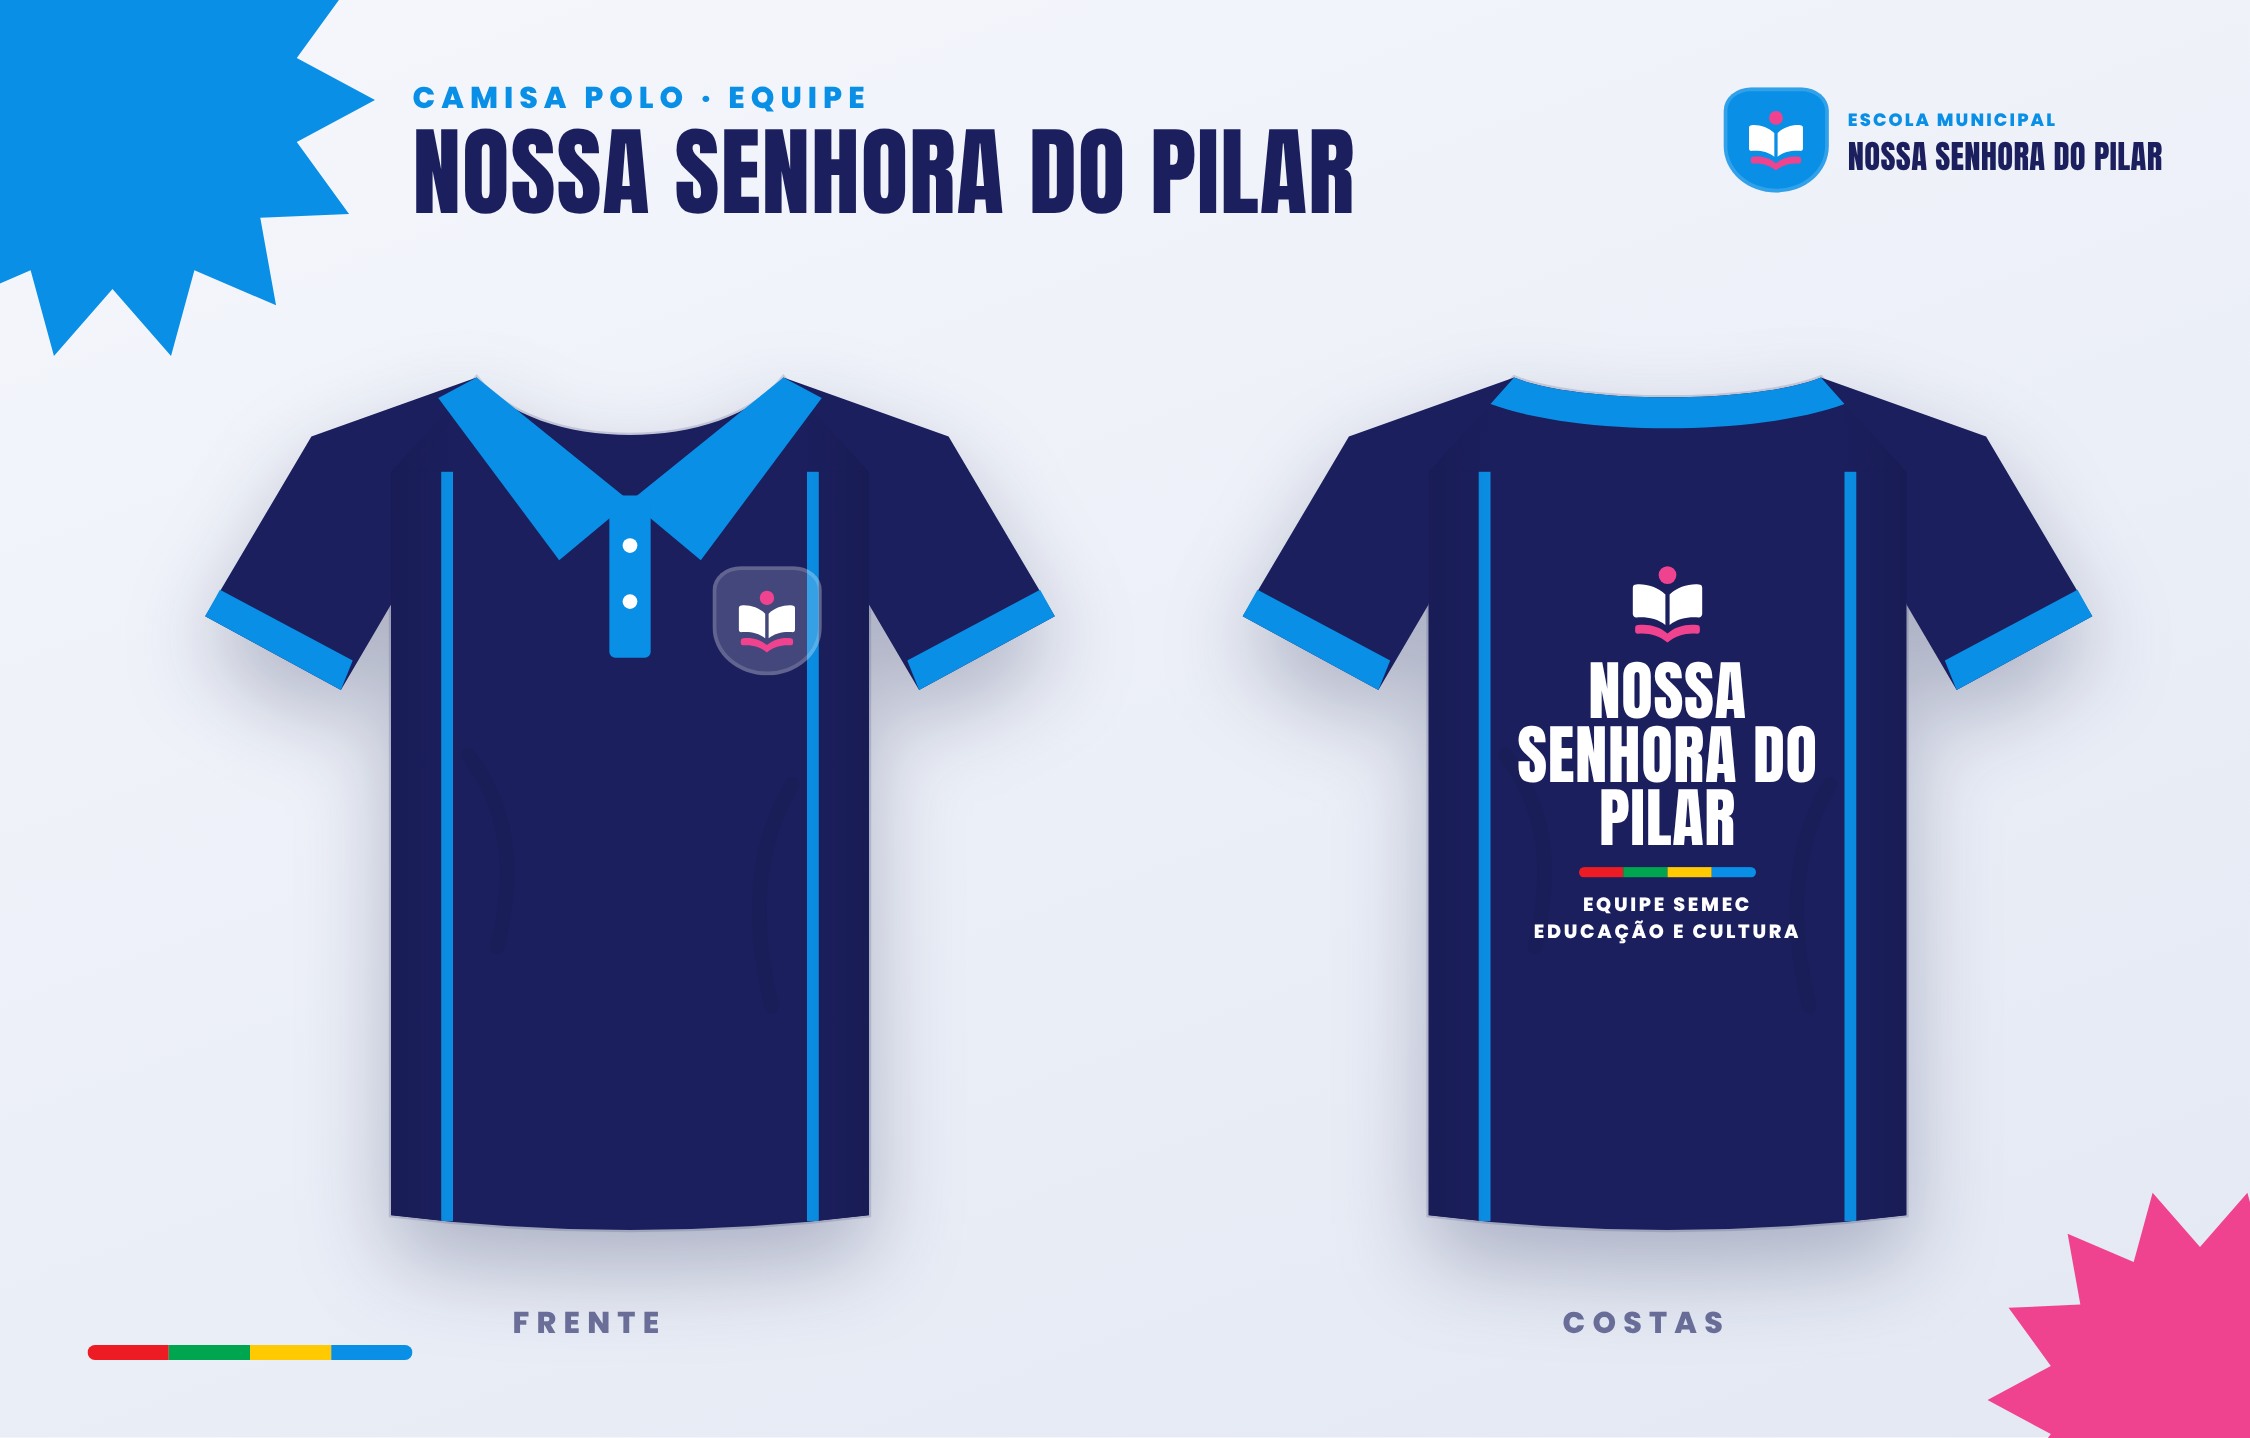 CAMISA POLO · EQUIPE
NOSSA SENHORA DO PILAR
ESCOLA MUNICIPAL
NOSSA SENHORA DO PILAR
NOSSA
SENHORA DO
PILAR
EQUIPE SEMEC
EDUCAÇÃO E CULTURA
FRENTE
COSTAS